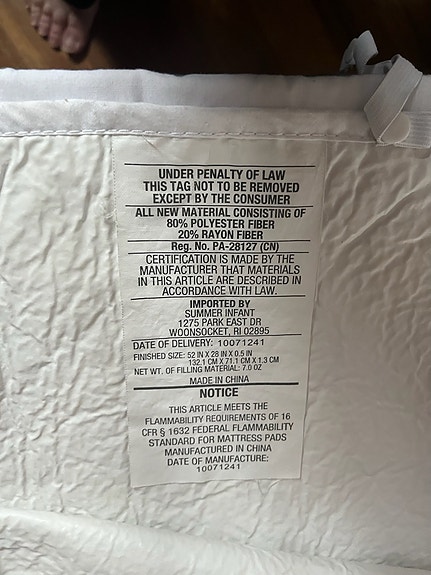 UNDER PENALTY OF LAW
THIS TAG NOT TO BE REMOVED
EXCEPT BY THE CONSUMER
ALL NEW MATERIAL CONSISTING OF
80% POLYESTER FIBER
20% RAYON FIBER
Reg. No. PA-28127 (CN)
CERTIFICATION IS MADE BY THE
MANUFACTURER THAT MATERIALS
IN THIS ARTICLE ARE DESCRIBED IN
ACCORDANCE WITH LAW.
IMPORTED BY
SUMMER INFANT
1275 PARK EAST DR
WOONSOCKET, RI 02895
DATE OF DELIVERY: 10071241
FINISHED SIZE: 52 IN X 28 IN X 0.5 IN
132.1 CM X 71.1 CM X 1.3 CM
NET WT. OF FILLING MATERIAL: 7.0 OZ
MADE IN CHINA
NOTICE
THIS ARTICLE MEETS THE
FLAMMABILITY REQUIREMENTS OF 16
CFR § 1632 FEDERAL FLAMMABILITY
STANDARD FOR MATTRESS PADS
MANUFACTURED IN CHINA
DATE OF MANUFACTURE:
10071241